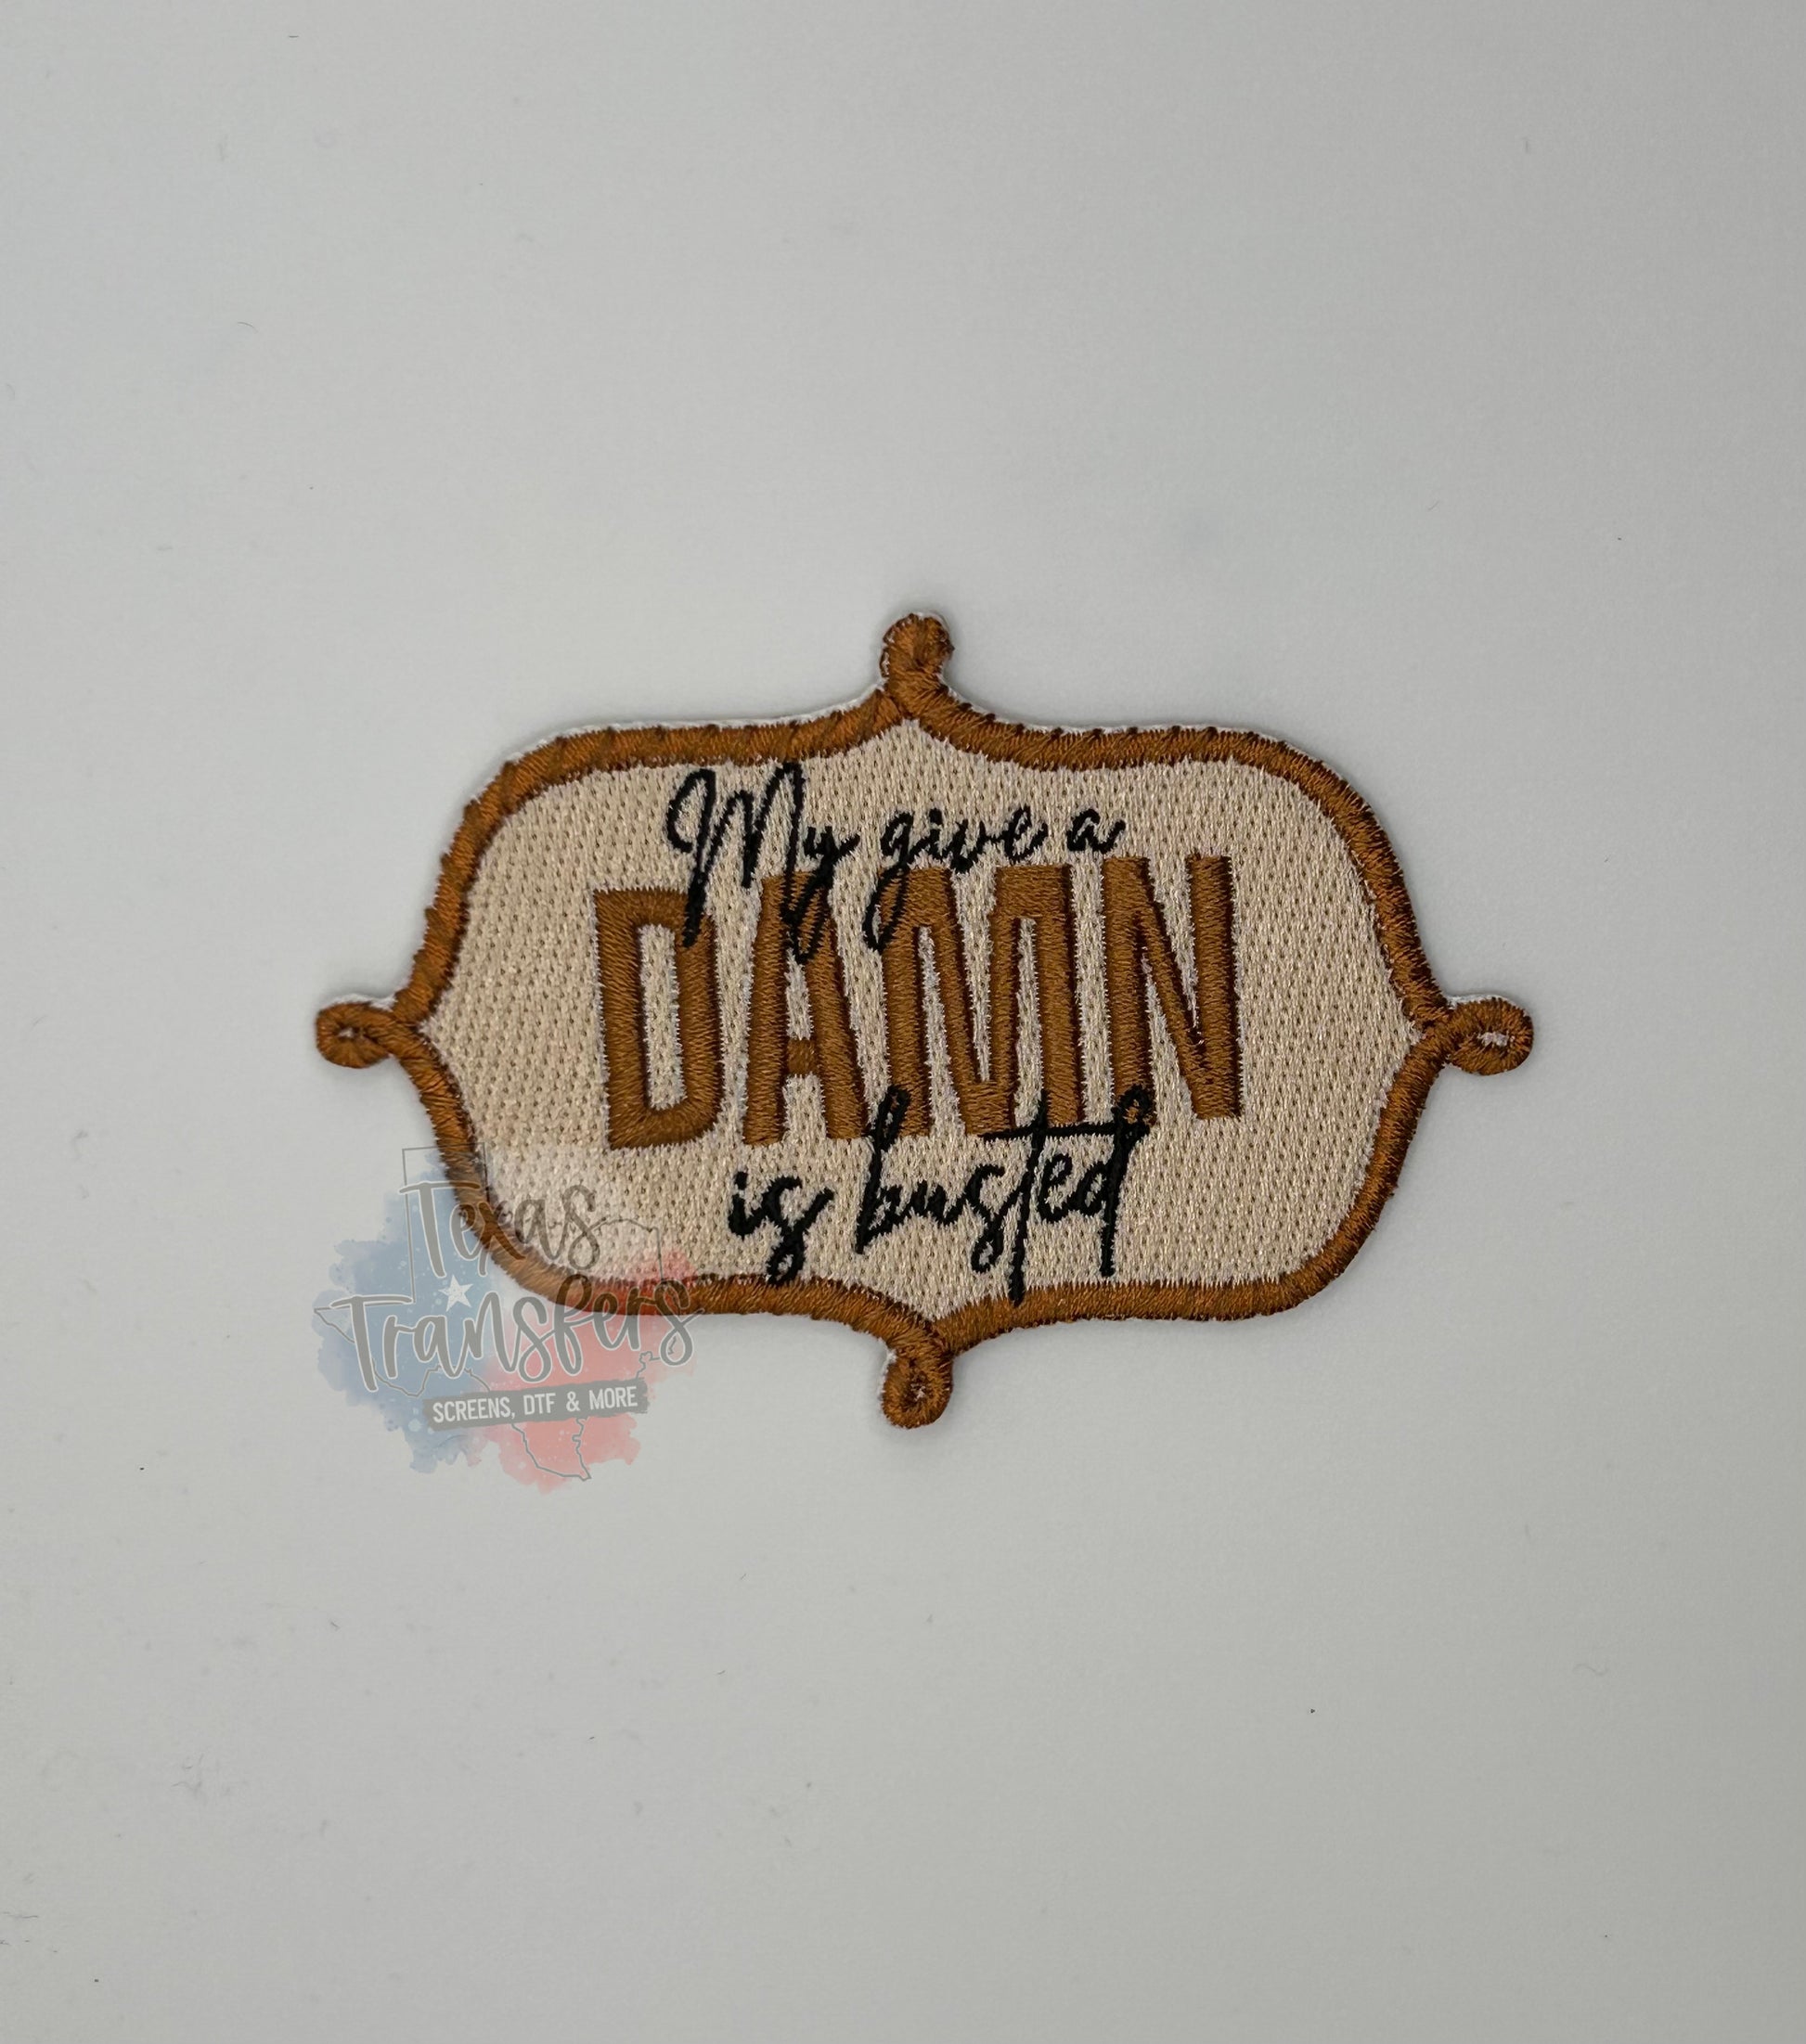 My give a
DAMN
is busted
Texas
Transfers
SCREENS, DTF & MORE